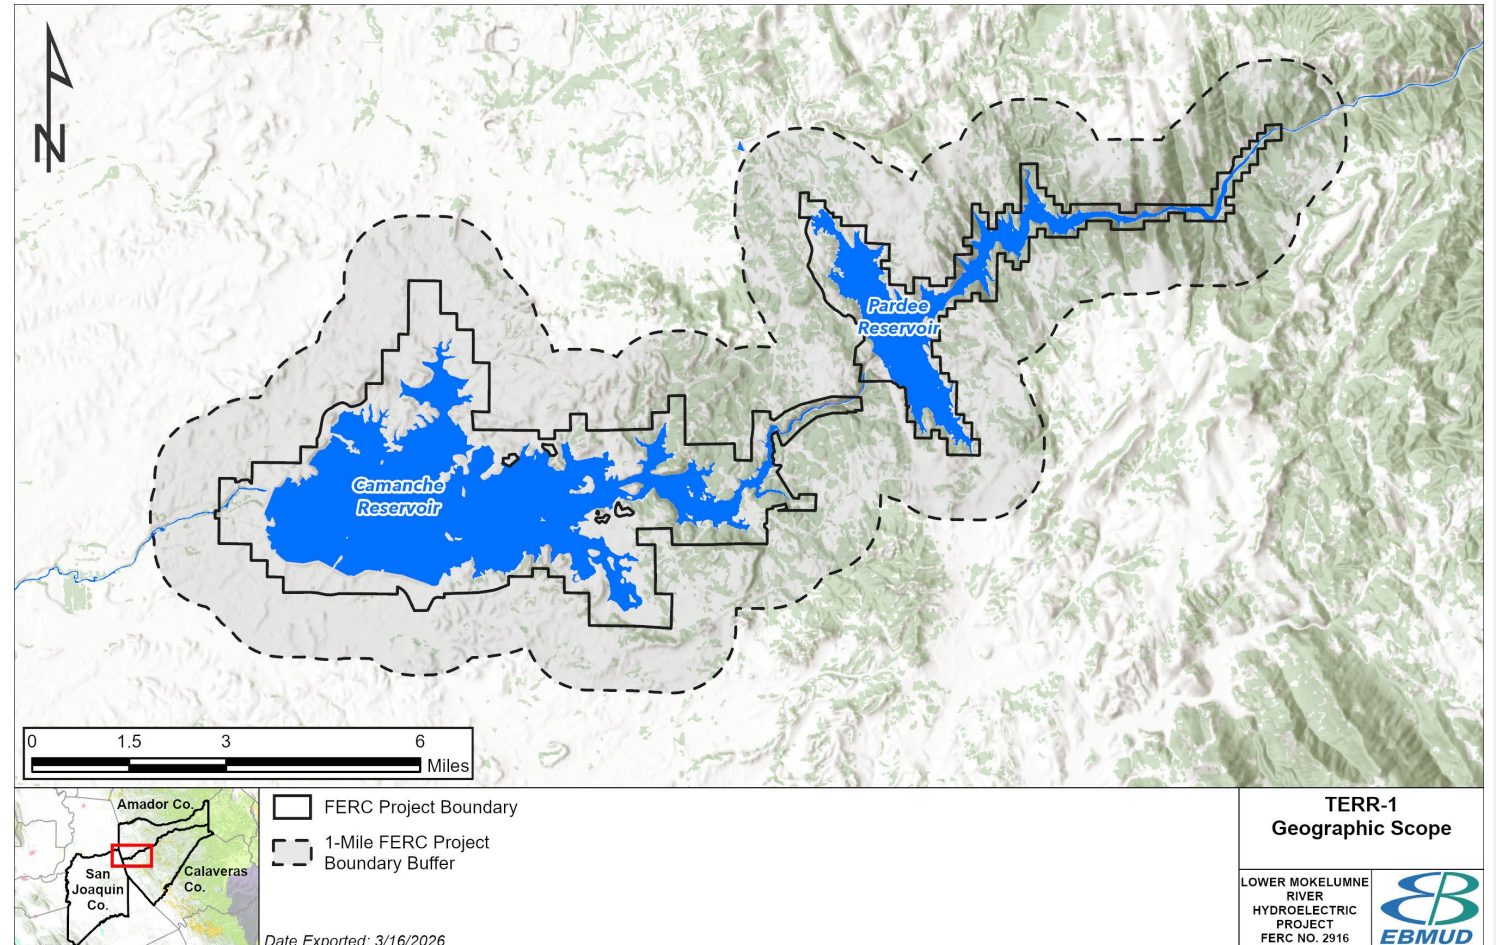 N
Pardee
Reservoir
Camanche
Reservoir
0 1.5 3 6
Miles
Amador Co.
San
Joaquin
Co.
Calaveras
Co.
FERC Project Boundary
1-Mile FERC Project
Boundary Buffer
Date Exported: 3/16/2026
TERR-1
Geographic Scope
LOWER MOKELUMNE
RIVER
HYDROELECTRIC
PROJECT
FERC NO. 2916
EBMUD